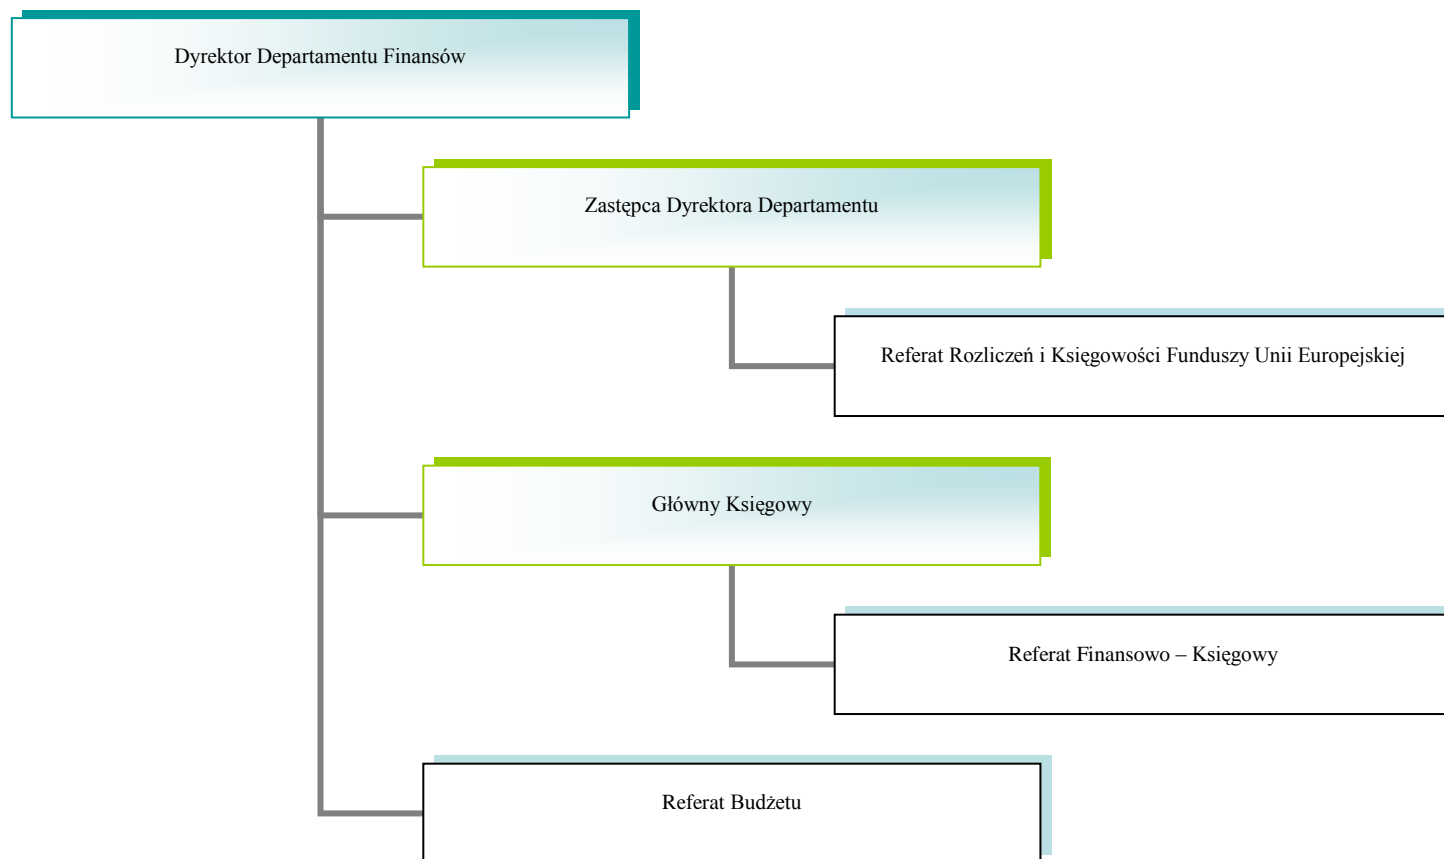 Dyrektor Departamentu Finansów
Zastępca Dyrektora Departamentu
Referat Rozliczeń i Księgowości Funduszy Unii Europejskiej
Główny Księgowy
Referat Finansowo – Księgowy
Referat Budżetu